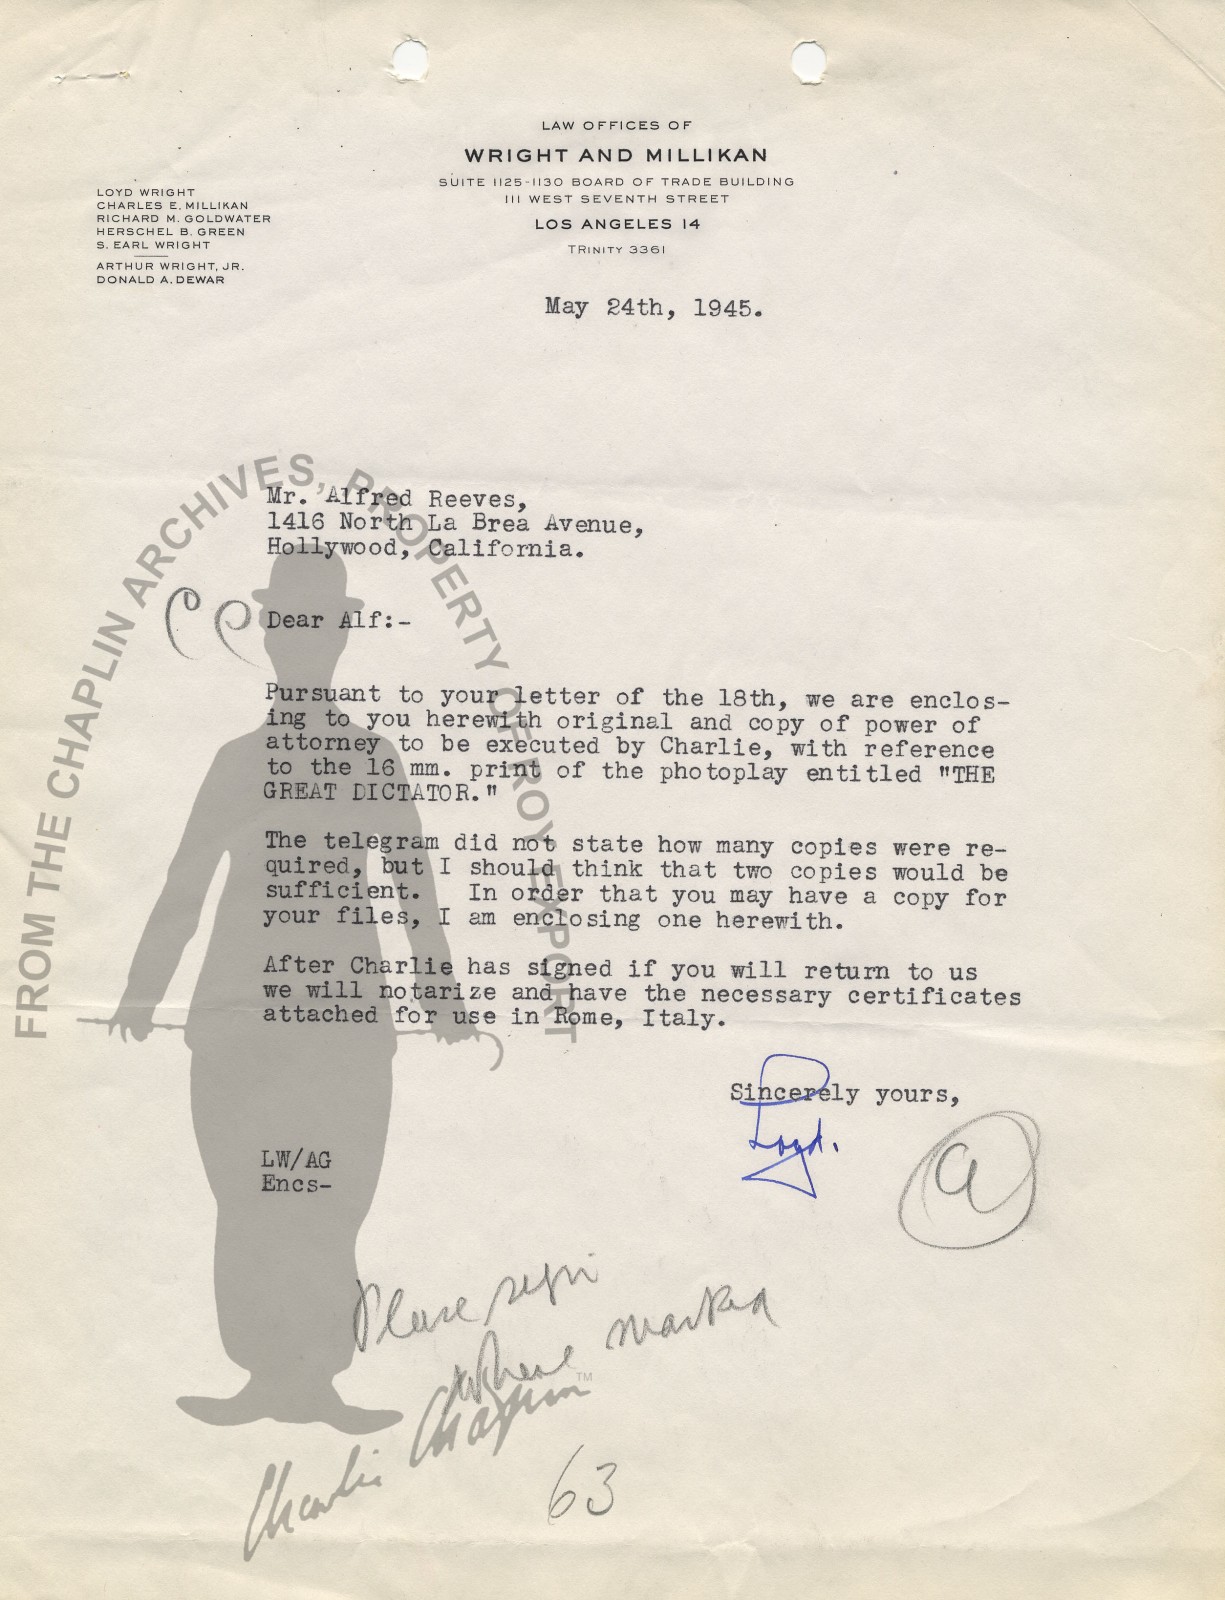 LAW OFFICES OF
WRIGHT AND MILLIKAN
SUITE 1125-1130 BOARD OF TRADE BUILDING
111 WEST SEVENTH STREET
LOS ANGELES 14
TRINITY 3361
LOYD WRIGHT
CHARLES E. MILLIKAN
RICHARD M. GOLDWATER
HERSCHEL B. GREEN
S. EARL WRIGHT
ARTHUR WRIGHT, JR.
DONALD A. DEWAR
May 24th, 1945.
FROM THE CHAPLIN ARCHIVES, PROPERTY OF ROY EXPORT
Mr. Alfred Reeves,
1416 North La Brea Avenue,
Hollywood, California.
CC
Dear Alf:-
Pursuant to your letter of the 18th, we are enclos-
ing to you herewith original and copy of power of
attorney to be executed by Charlie, with reference
to the 16 mm. print of the photoplay entitled "THE
GREAT DICTATOR."
The telegram did not state how many copies were re-
quired, but I should think that two copies would be
sufficient. In order that you may have a copy for
your files, I am enclosing one herewith.
After Charlie has signed if you will return to us
we will notarize and have the necessary certificates
attached for use in Rome, Italy.
Sincerely yours,
Loyd.
a
LW/AG
Encs-
Please sign
where marked
Charlie Chaplin ™
63